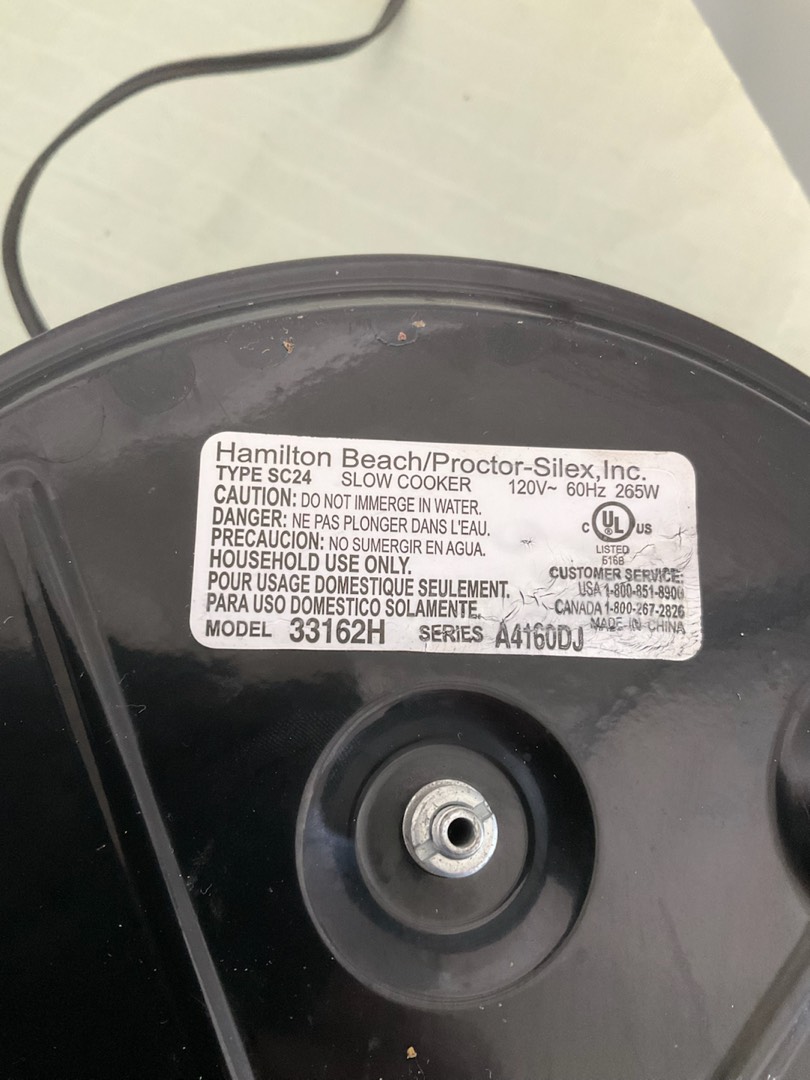 Hamilton Beach/Proctor-Silex,Inc.
TYPE SC24 SLOW COOKER 120V~ 60Hz 265W
CAUTION: DO NOT IMMERGE IN WATER.
DANGER: NE PAS PLONGER DANS L'EAU.
PRECAUCION: NO SUMERGIR EN AGUA.
HOUSEHOLD USE ONLY.
POUR USAGE DOMESTIQUE SEULEMENT.
PARA USO DOMESTICO SOLAMENTE.
C UL US
LISTED
516B
CUSTOMER SERVICE:
USA 1-800-851-8900
CANADA 1-800-267-2826
MADE IN CHINA
MODEL 33162H SERIES A4160DJ